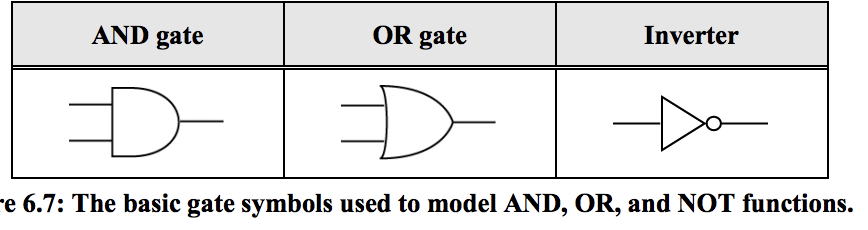 AND gate OR gate Inverter
re 6.7: The basic gate symbols used to model AND, OR, and NOT functions.